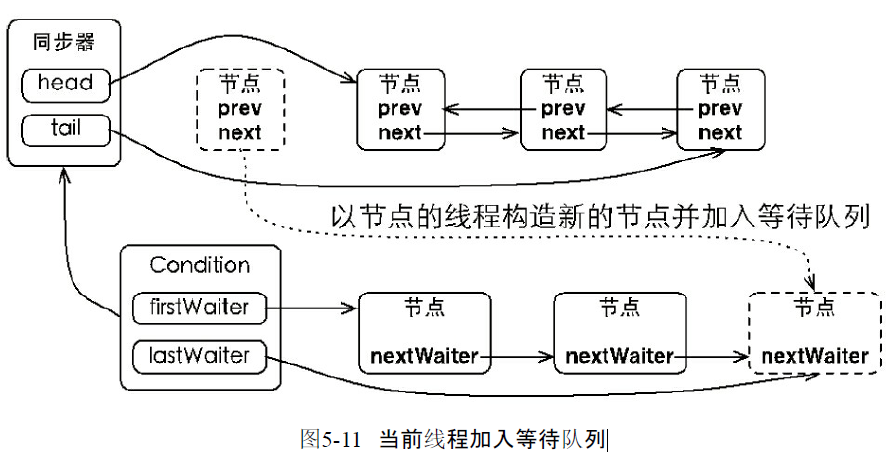 同步器
head
tail
节点
prev
next
节点
prev
next
节点
prev
next
节点
prev
next
以节点的线程构造新的节点并加入等待队列
Condition
firstWaiter
lastWaiter
节点
nextWaiter
节点
nextWaiter
节点
nextWaiter
图5-11 当前线程加入等待队列